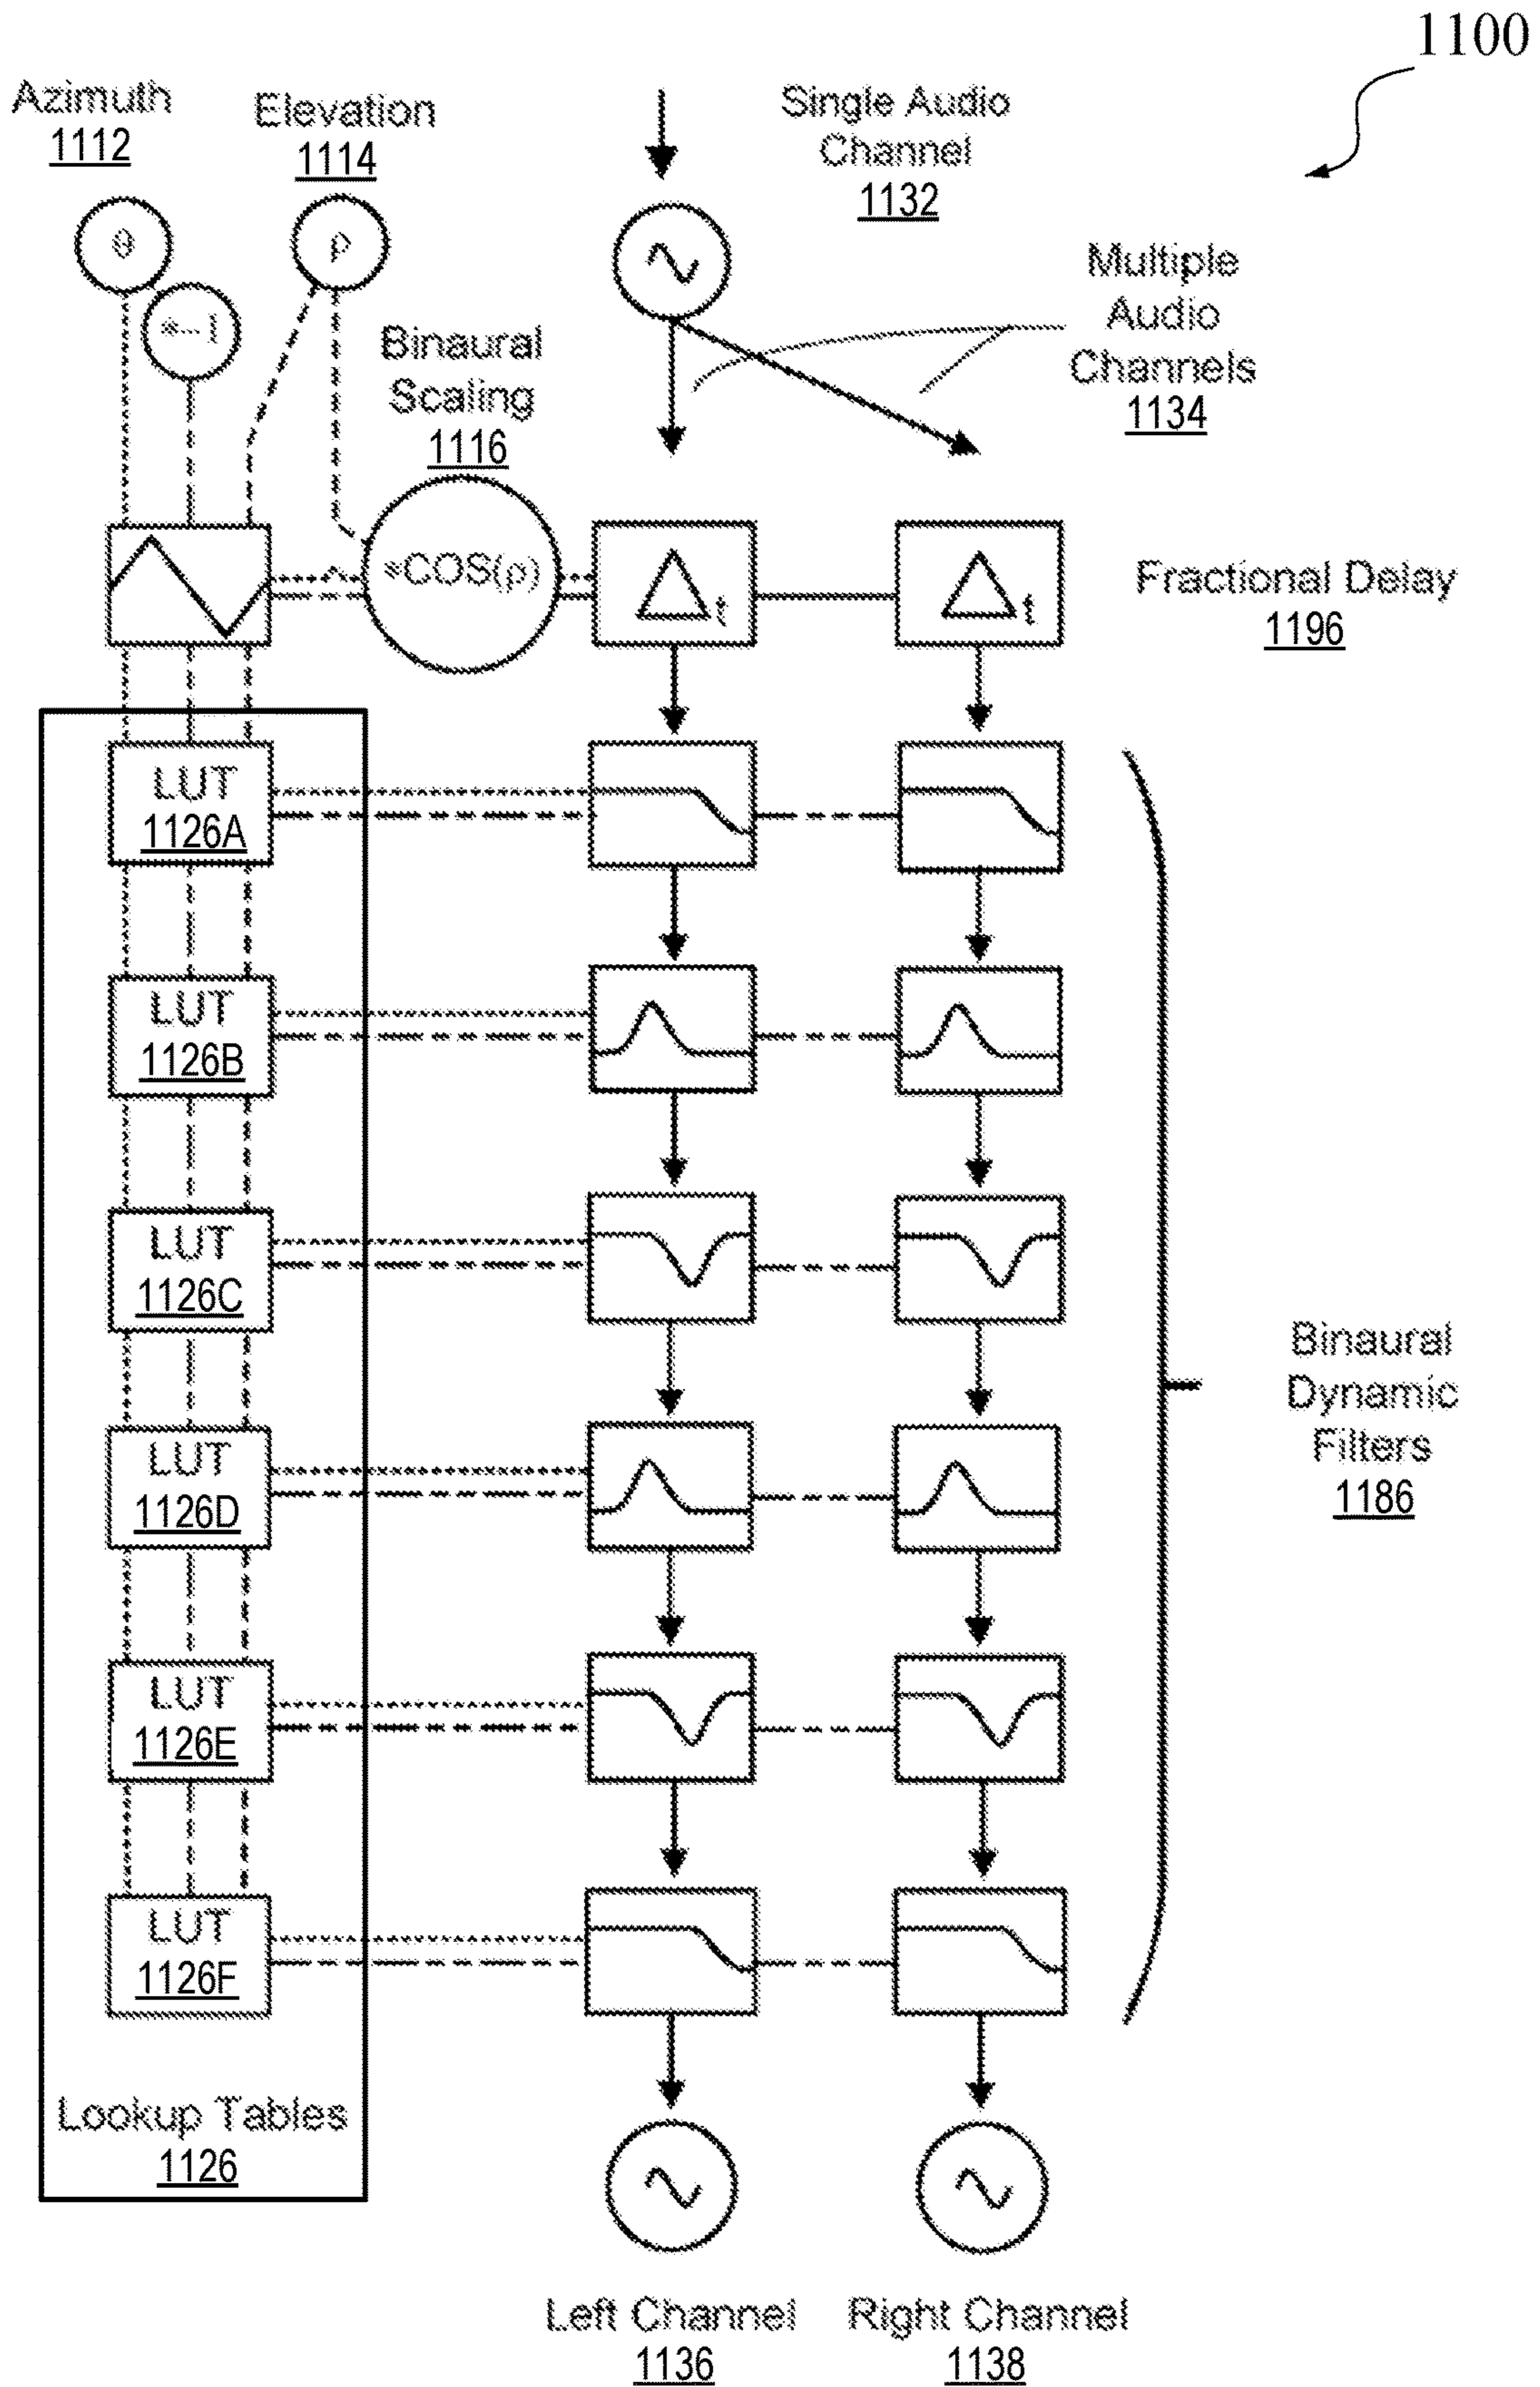 1100
Azimuth
1112
Elevation
1114
Single Audio
Channel
1132
θ
ρ
*--1
Multiple
Audio
Channels
1134
Binaural
Scaling
1116
*COS(ρ)
t
t
Fractional Delay
1196
LUT
1126A
LUT
1126B
LUT
1126C
LUT
1126D
LUT
1126E
LUT
1126F
Lookup Tables
1126
Binaural
Dynamic
Filters
1186
Left Channel
1136
Right Channel
1138